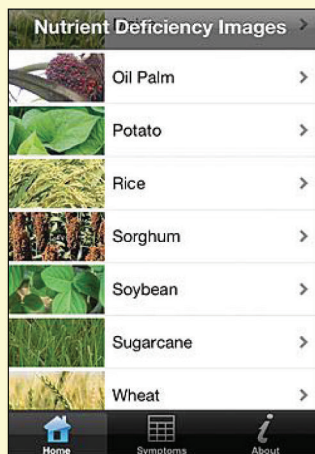 Nutrient Deficiency Images
Oil Palm
Potato
Rice
Sorghum
Soybean
Sugarcane
Wheat
Home
Symptoms
About